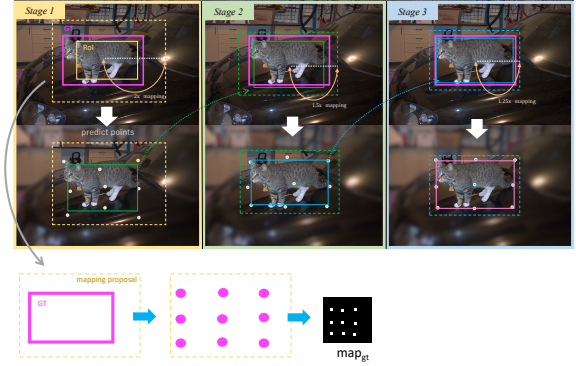 Stage 1
Stage 2
Stage 3
GT
RoI
2x mapping
1.5x mapping
1.25x mapping
predict points
mapping proposal
GT
map_gt